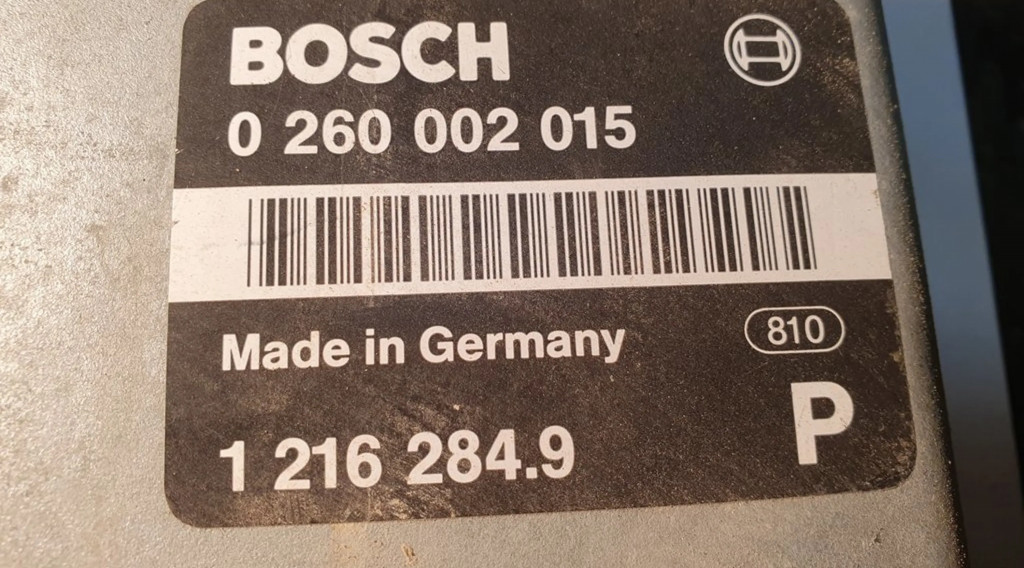 BOSCH
0 260 002 015
Made in Germany
810
P
1 216 284.9